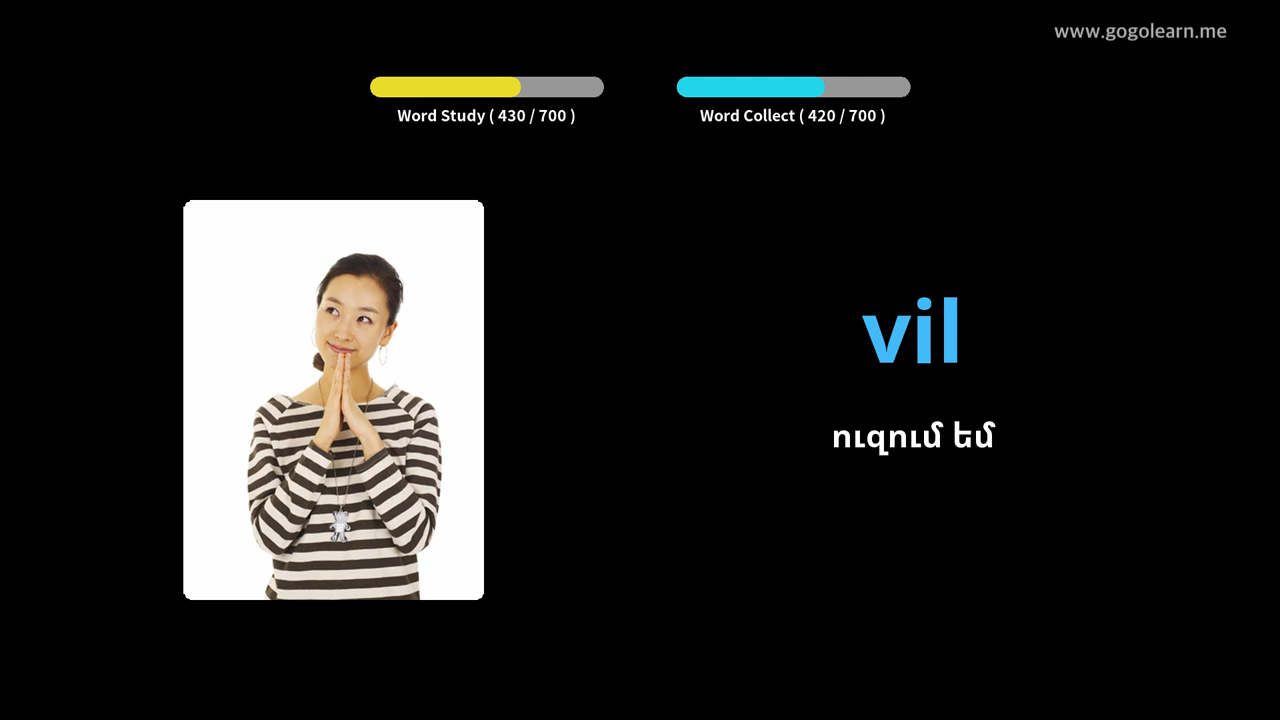 www.gogolearn.me
Word Study ( 430 / 700 )
Word Collect ( 420 / 700 )
vil
ուզում եմ